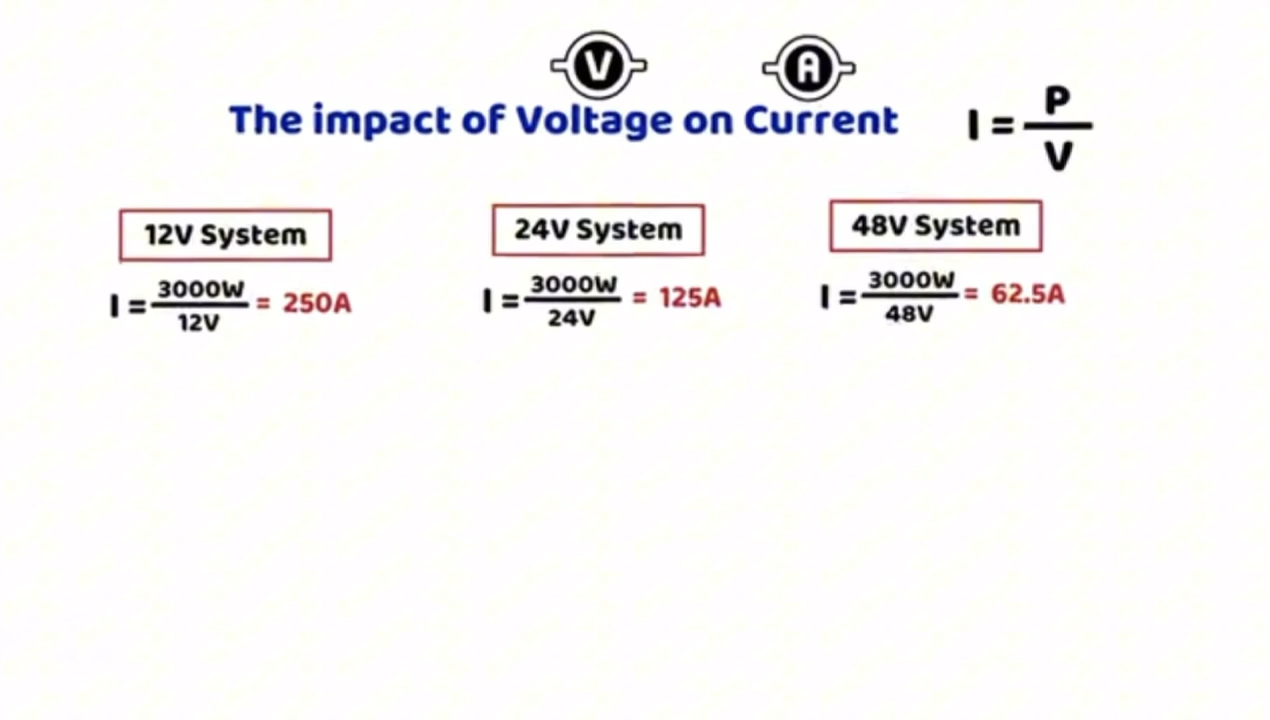 V A
The impact of Voltage on Current
I = P / V
12V System
I = 3000W / 12V = 250A
24V System
I = 3000W / 24V = 125A
48V System
I = 3000W / 48V = 62.5A